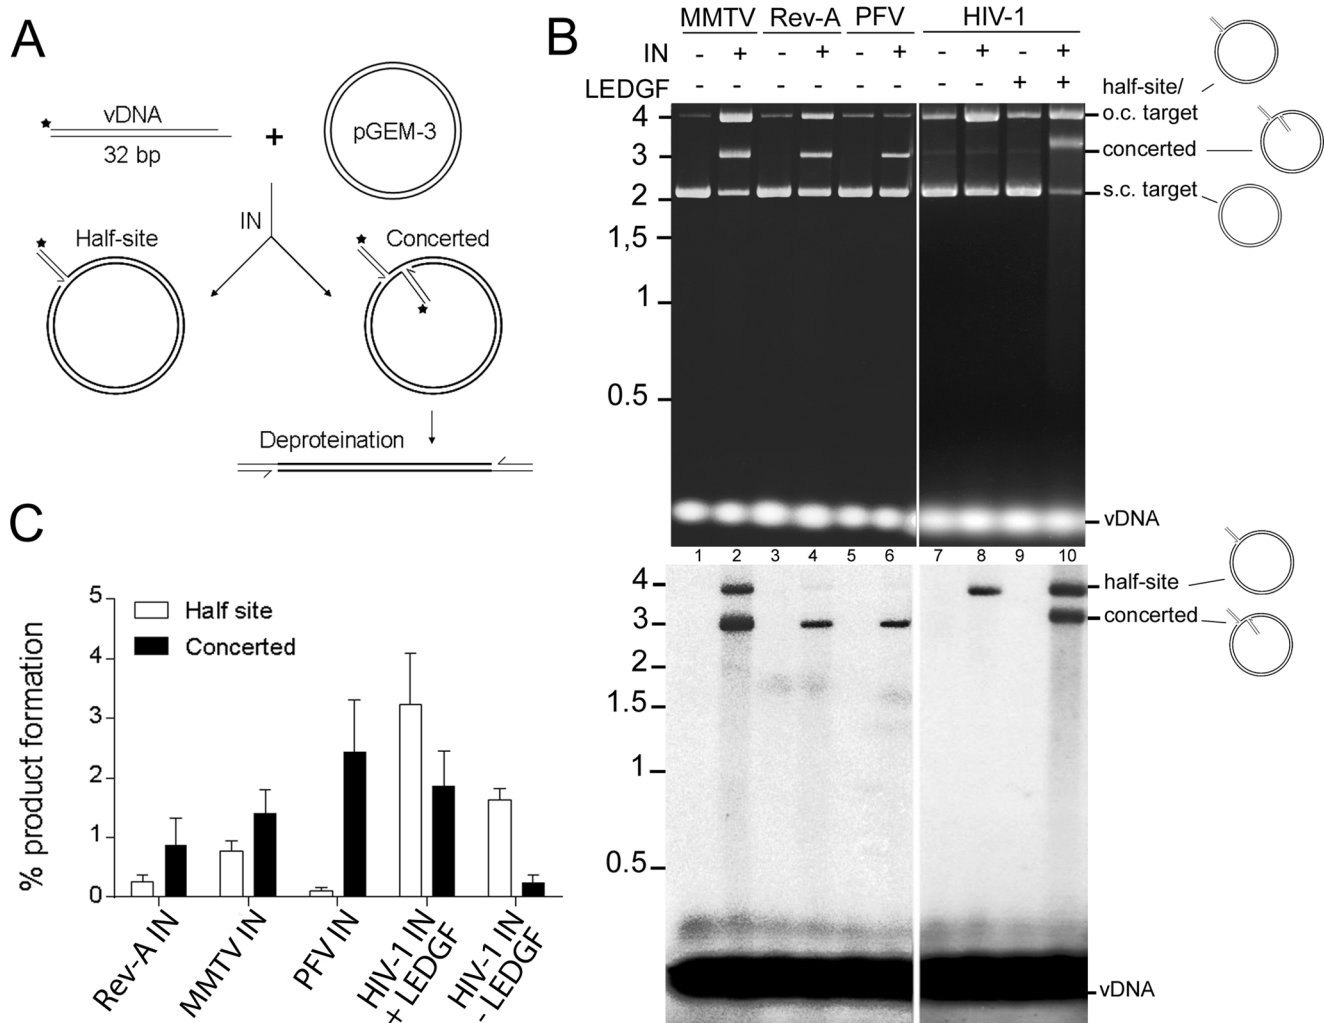 A
vDNA
32 bp
+
pGEM-3
IN
Half-site
Concerted
Deproteination
B
MMTV Rev-A PFV HIV-1
IN - + - + - + - + - +
LEDGF - - - - - - - - + +
4
3
2
1,5
1
0.5
half-site/
o.c. target
concerted
s.c. target
vDNA
1 2 3 4 5 6 7 8 9 10
4
3
2
1.5
1
0.5
half-site
concerted
vDNA
C
% product formation
5
4
3
2
1
0
Half site
Concerted
Rev-A IN
MMTV IN
PFV IN
HIV-1 IN
+ LEDGF
HIV-1 IN
- LEDGF